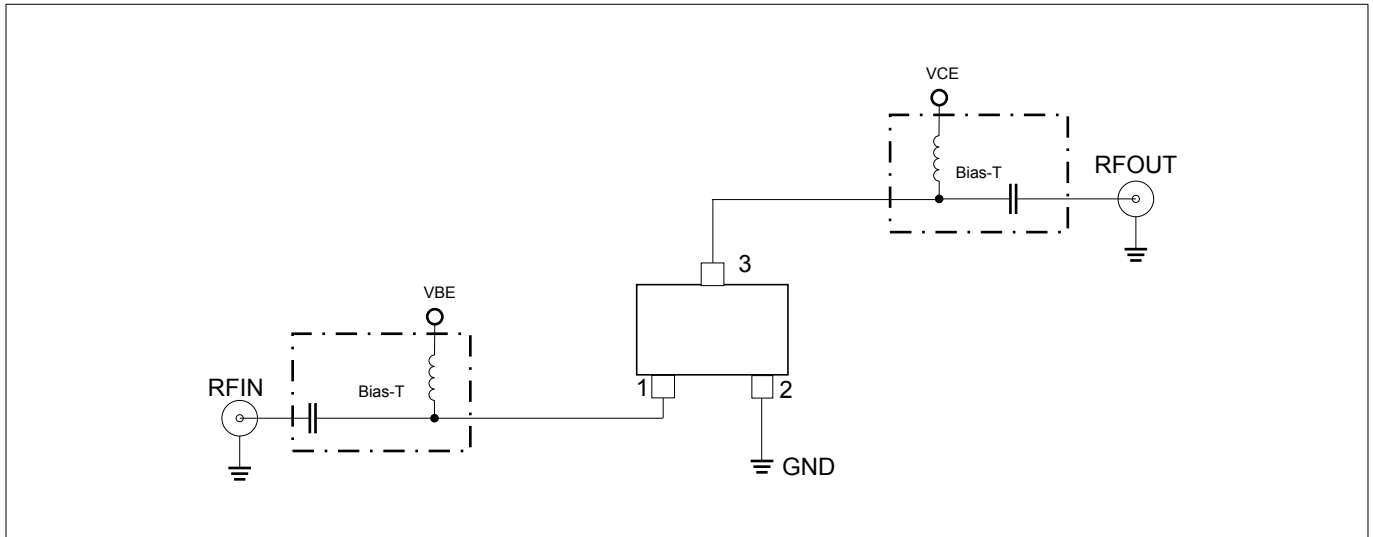 VCE
Bias-T
RFOUT
3
VBE
Bias-T
RFIN
1
2
GND